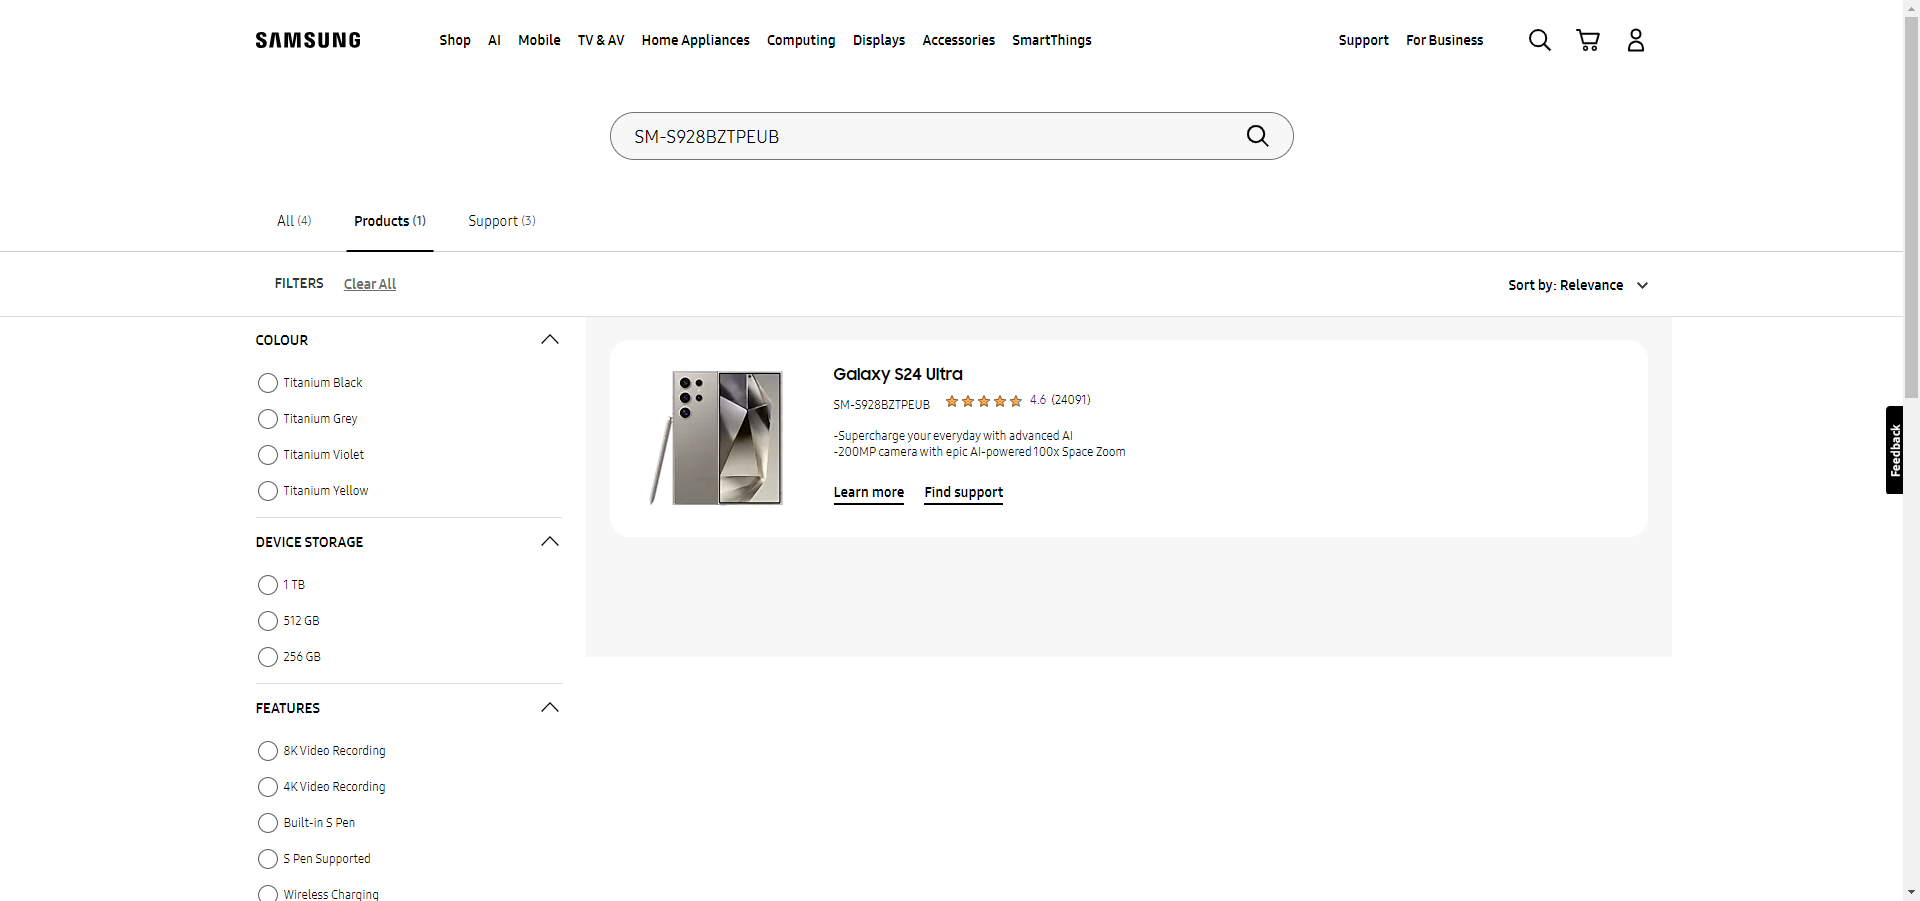 SAMSUNG
Shop AI Mobile TV & AV Home Appliances Computing Displays Accessories SmartThings Support For Business
SM-S928BZTPEUB
All (4) Products (1) Support (3)
FILTERS Clear All Sort by: Relevance
COLOUR
Titanium Black
Titanium Grey
Titanium Violet
Titanium Yellow
DEVICE STORAGE
1 TB
512 GB
256 GB
FEATURES
8K Video Recording
4K Video Recording
Built-in S Pen
S Pen Supported
Wireless Charging
Galaxy S24 Ultra
SM-S928BZTPEUB 4.6 (24091)
-Supercharge your everyday with advanced AI
-200MP camera with epic AI-powered 100x Space Zoom
Learn more Find support
Feedback